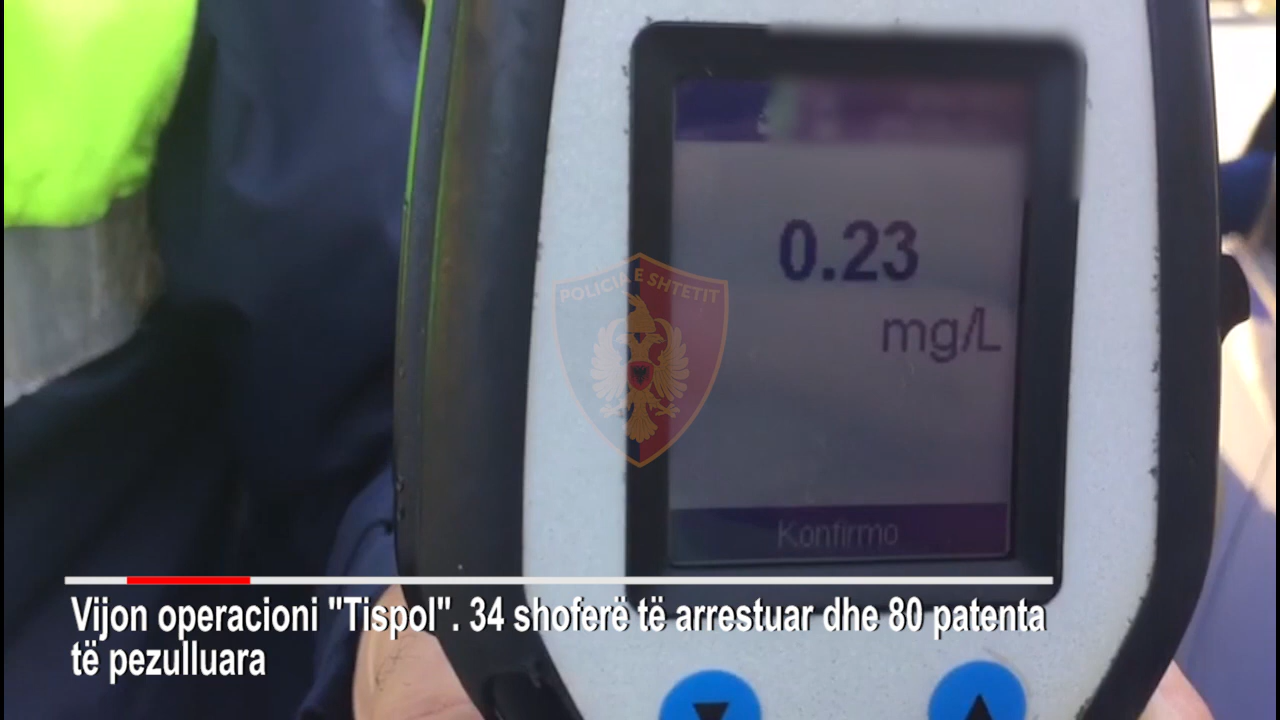 0.23
mg/L
POLICIA E SHTETIT
Konfirmo
Vijon operacioni "Tispol". 34 shoferë të arrestuar dhe 80 patenta
të pezulluara